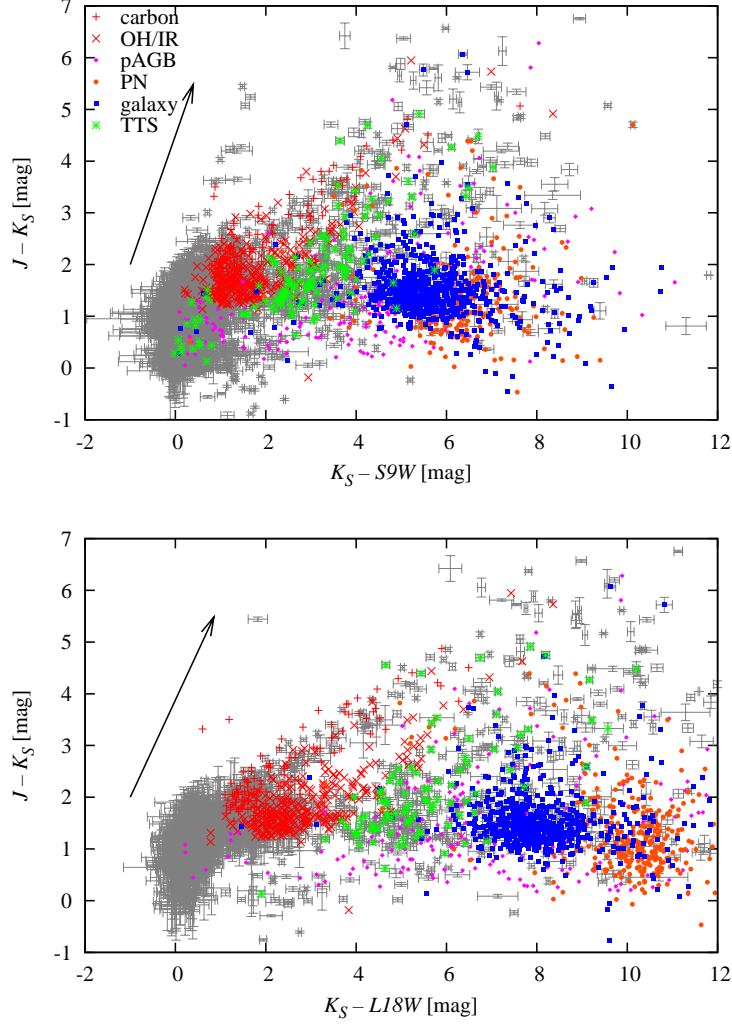 7
6
5
4
3
2
1
0
-1
J – K_S [mag]
carbon
OH/IR
pAGB
PN
galaxy
TTS
-2 0 2 4 6 8 10 12
K_S – S9W [mag]
7
6
5
4
3
2
1
0
-1
J – K_S [mag]
-2 0 2 4 6 8 10 12
K_S – L18W [mag]